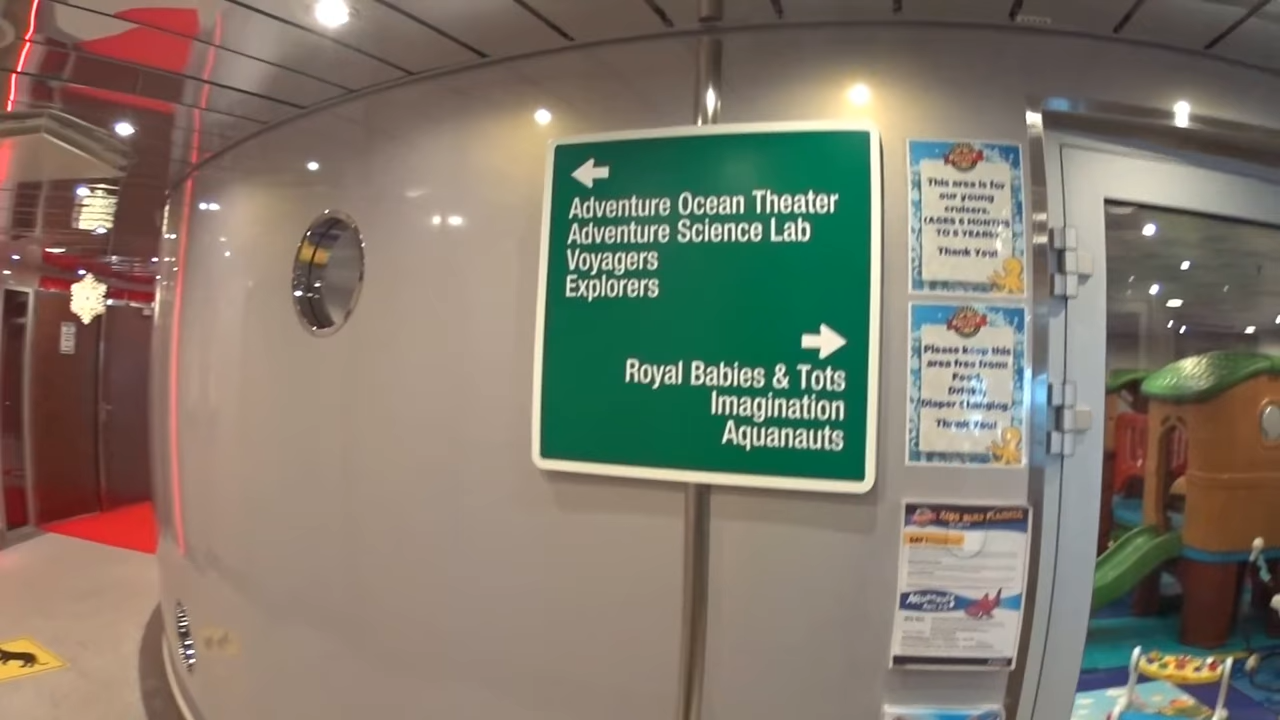 Adventure Ocean Theater
Adventure Science Lab
Voyagers
Explorers
Royal Babies & Tots
Imagination
Aquanauts
This area is for
our young
cruisers.
(AGES 6 MONTHS
TO 5 YEARS)
Thank You!
Please keep this
area free from:
Food,
Drinks,
Diaper Changing.
Thank You!